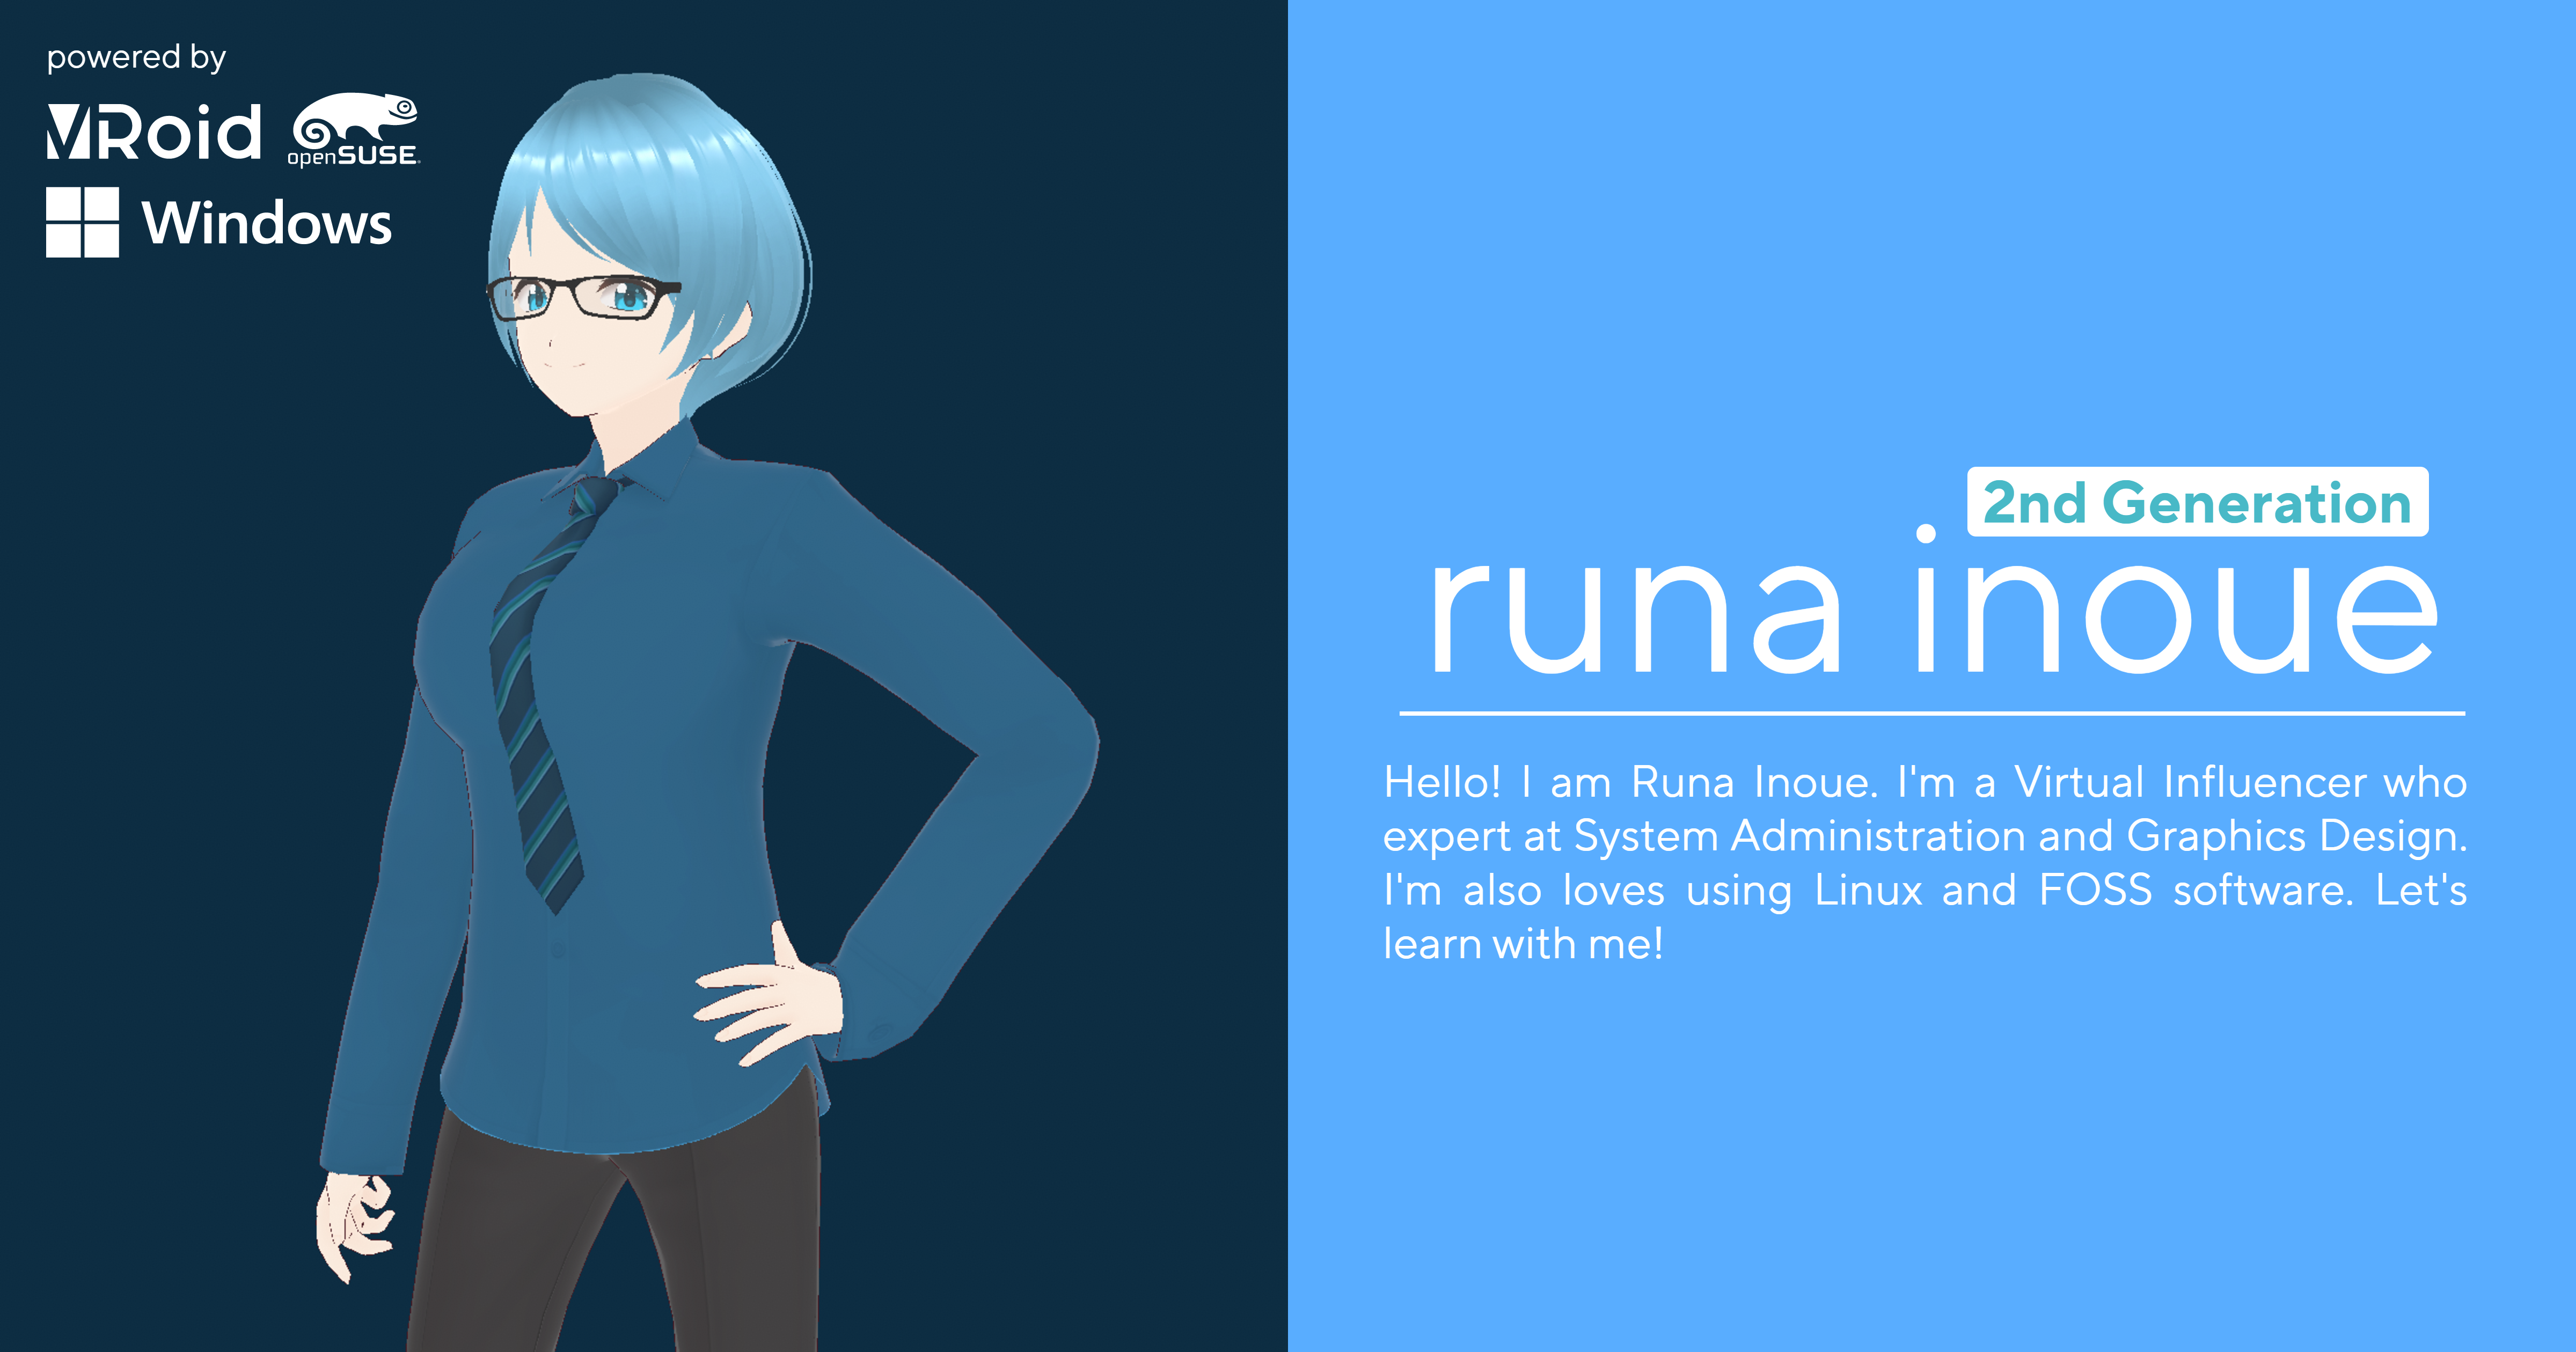 powered by
VRoid
openSUSE
Windows
2nd Generation
runa inoue
Hello! I am Runa Inoue. I'm a Virtual Influencer who
expert at System Administration and Graphics Design.
I'm also loves using Linux and FOSS software. Let's
learn with me!